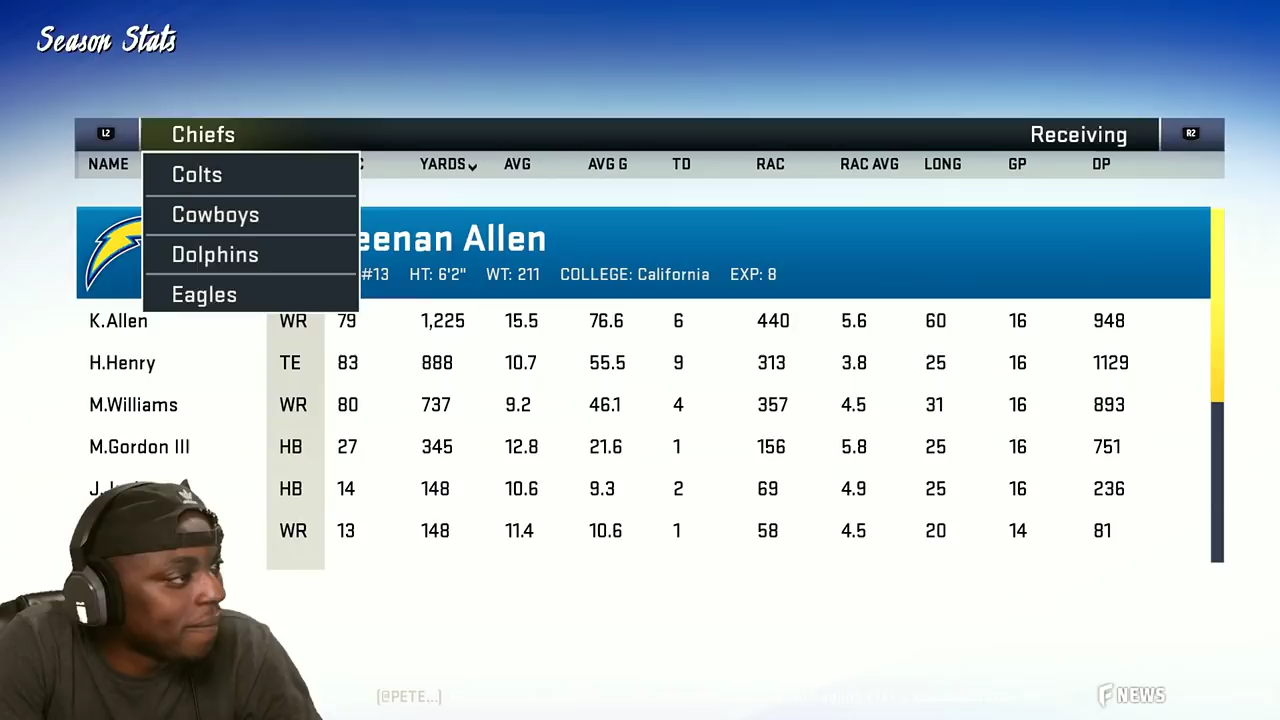 Season Stats
L2 Chiefs Receiving R2
NAME YARDS AVG AVG G TD RAC RAC AVG LONG GP DP
Colts
Cowboys
Dolphins
Eagles
eenan Allen
#13 HT: 6'2" WT: 211 COLLEGE: California EXP: 8
K.Allen WR 79 1,225 15.5 76.6 6 440 5.6 60 16 948
H.Henry TE 83 888 10.7 55.5 9 313 3.8 25 16 1129
M.Williams WR 80 737 9.2 46.1 4 357 4.5 31 16 893
M.Gordon III HB 27 345 12.8 21.6 1 156 5.8 25 16 751
HB 14 148 10.6 9.3 2 69 4.9 25 16 236
WR 13 148 11.4 10.6 1 58 4.5 20 14 81
(@PETE...) NEWS